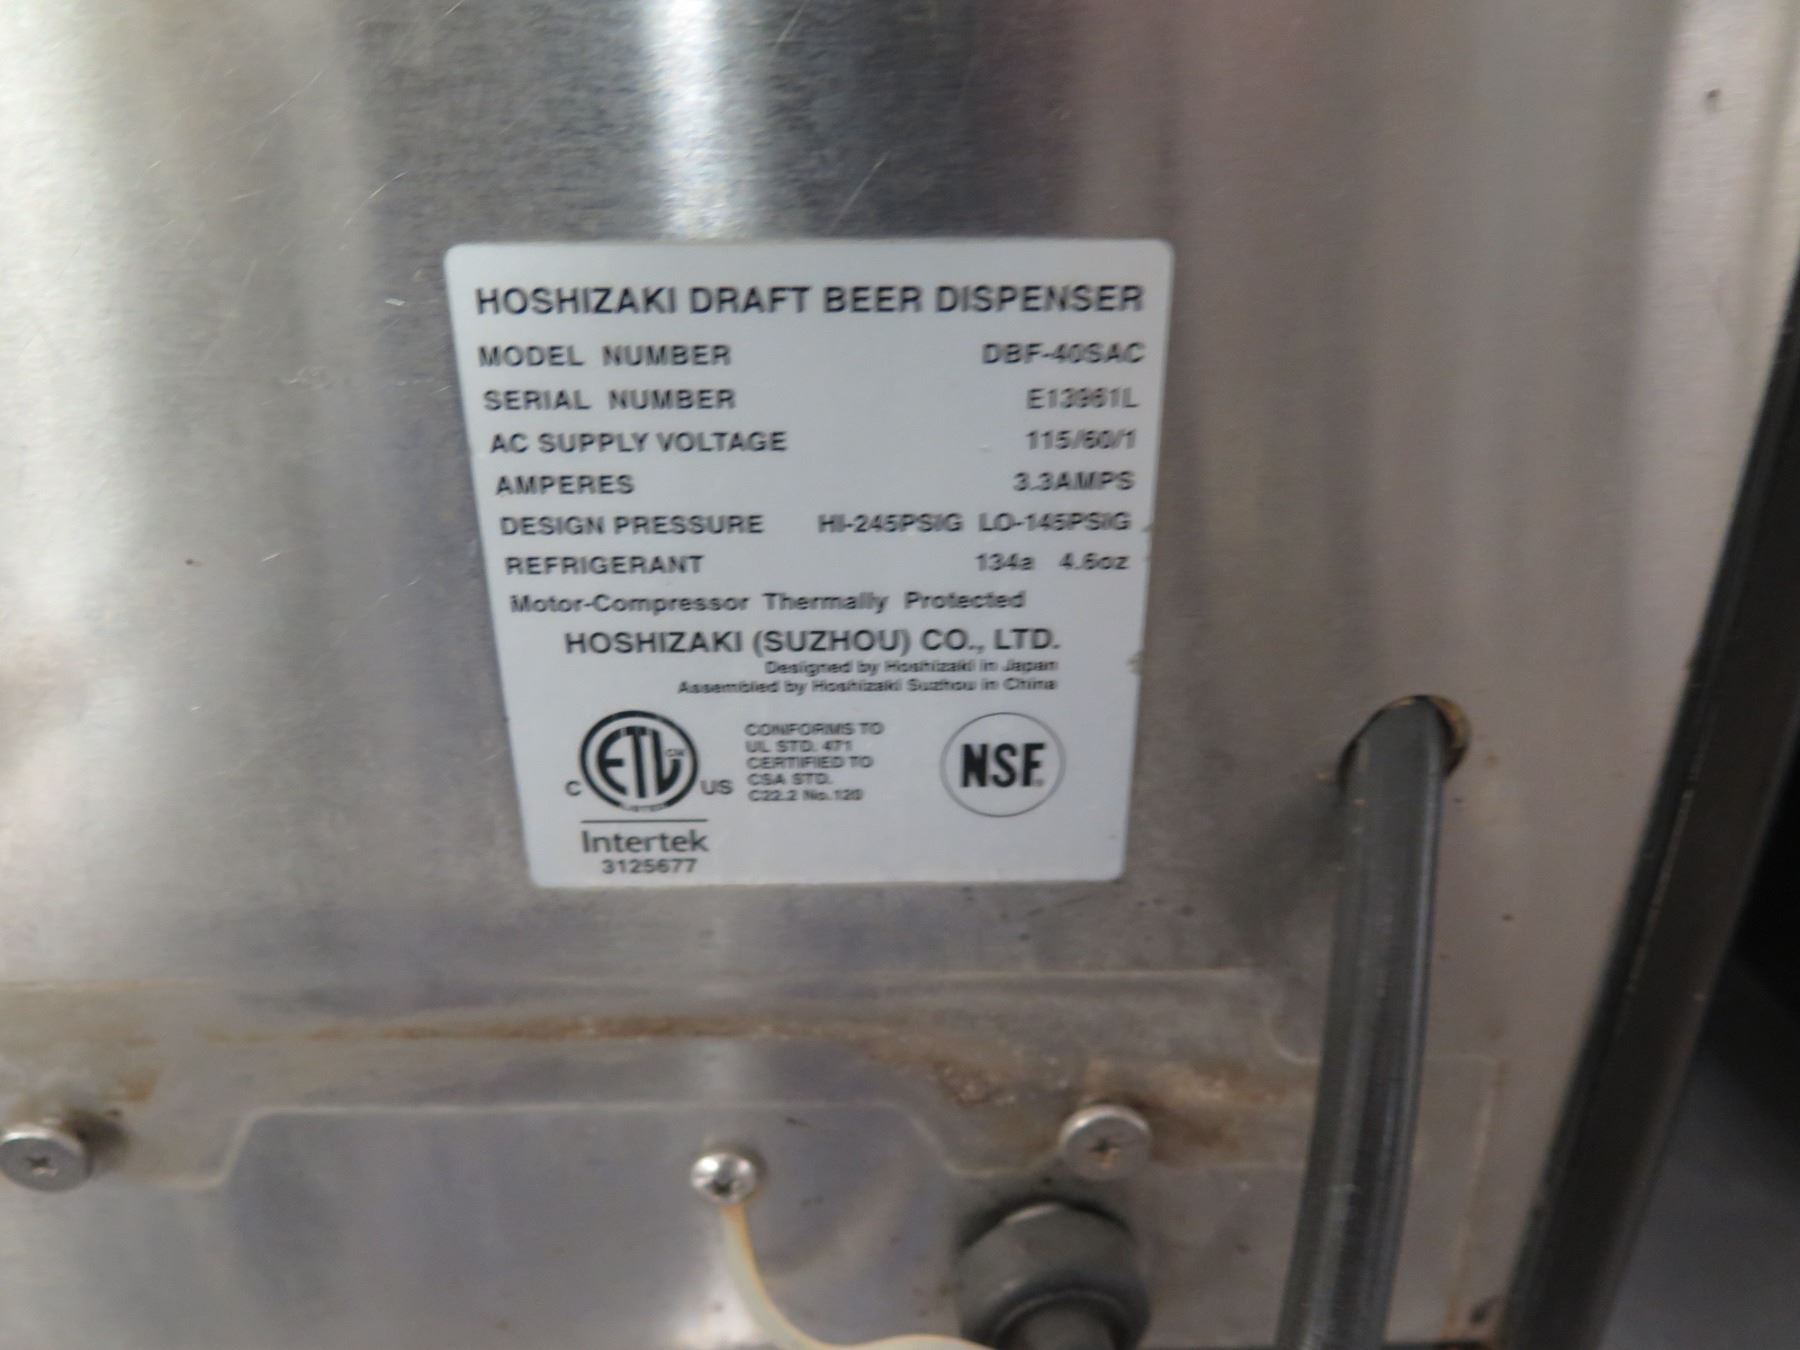 HOSHIZAKI DRAFT BEER DISPENSER
MODEL NUMBER DBF-40SAC
SERIAL NUMBER E13961L
AC SUPPLY VOLTAGE 115/60/1
AMPERES 3.3AMPS
DESIGN PRESSURE HI-245PSIG LO-145PSIG
REFRIGERANT 134a 4.6oz
Motor-Compressor Thermally Protected
HOSHIZAKI (SUZHOU) CO., LTD.
Designed by Hoshizaki in Japan
Assembled by Hoshizaki Suzhou in China
C ETL CM LISTED US
CONFORMS TO
UL STD. 471
CERTIFIED TO
CSA STD.
C22.2 No.120
NSF
Intertek
3125677